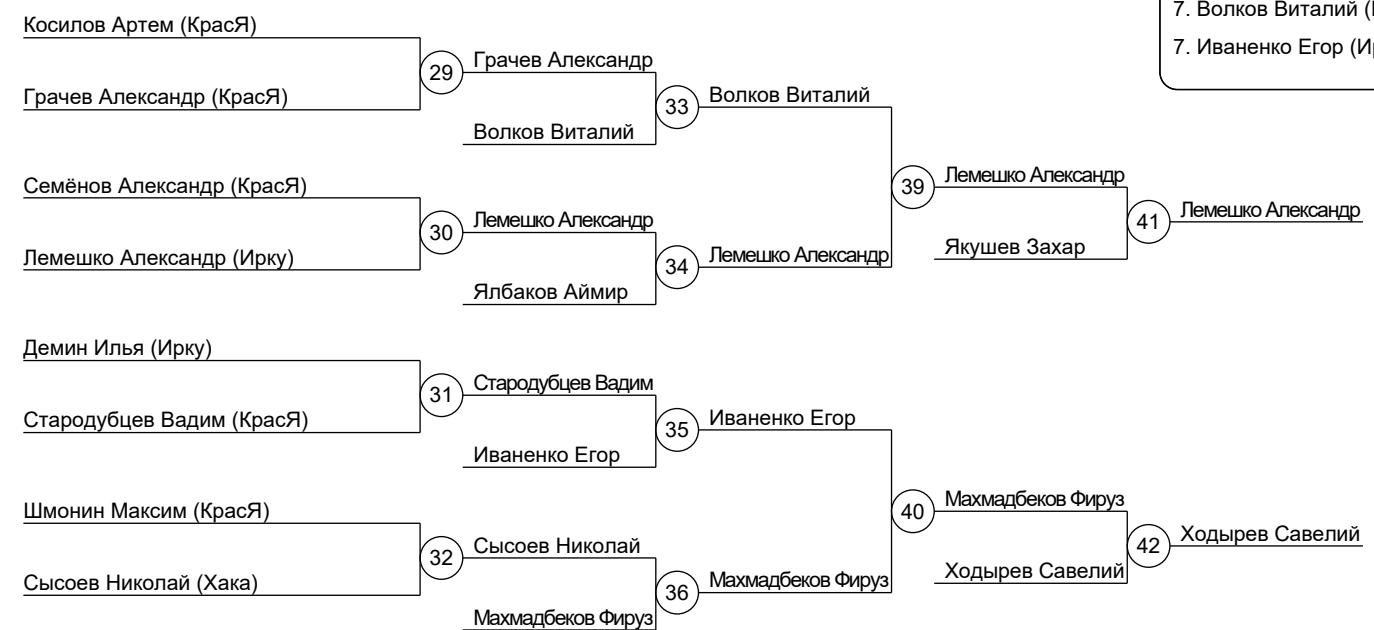 7. Волков Виталий (
7. Иваненко Егор (Ир
Косилов Артем (КрасЯ)
29
Грачев Александр
Грачев Александр (КрасЯ)
33
Волков Виталий
Волков Виталий
Семёнов Александр (КрасЯ)
39
Лемешко Александр
30
Лемешко Александр
41
Лемешко Александр
Лемешко Александр (Ирку)
34
Лемешко Александр
Якушев Захар
Ялбаков Аймир
Демин Илья (Ирку)
31
Стародубцев Вадим
Стародубцев Вадим (КрасЯ)
35
Иваненко Егор
Иваненко Егор
Шмонин Максим (КрасЯ)
40
Махмадбеков Фируз
32
Сысоев Николай
42
Ходырев Савелий
Сысоев Николай (Хака)
36
Махмадбеков Фируз
Ходырев Савелий
Махмадбеков Фируз